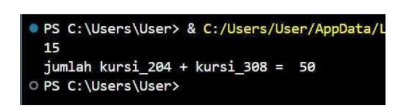 PS C:\Users\User> & C:/Users/User/AppData/L
15
jumlah kursi_204 + kursi_308 =  50
PS C:\Users\User>